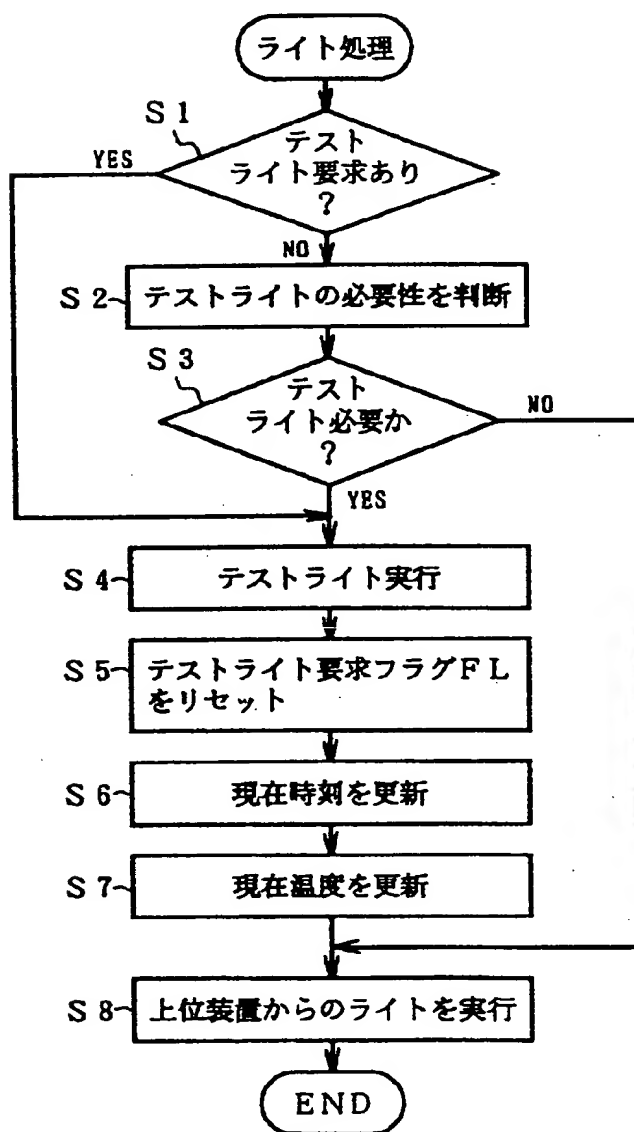 ライト処理
S1
テスト
ライト要求あり
?
YES
NO
S2
テストライトの必要性を判断
S3
テスト
ライト必要か
?
NO
YES
S4
テストライト実行
S5
テストライト要求フラグFL
をリセット
S6
現在時刻を更新
S7
現在温度を更新
S8
上位装置からのライトを実行
END